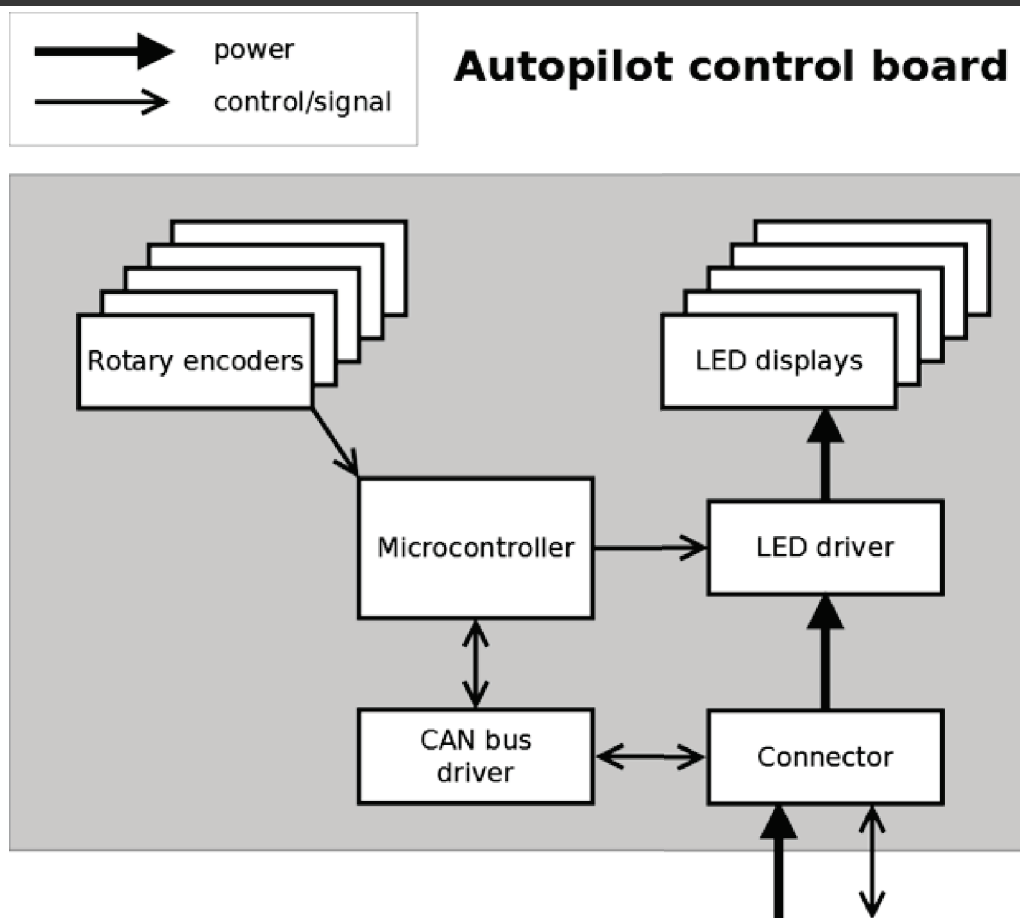 power
control/signal
Autopilot control board
Rotary encoders
LED displays
Microcontroller
LED driver
CAN bus
driver
Connector